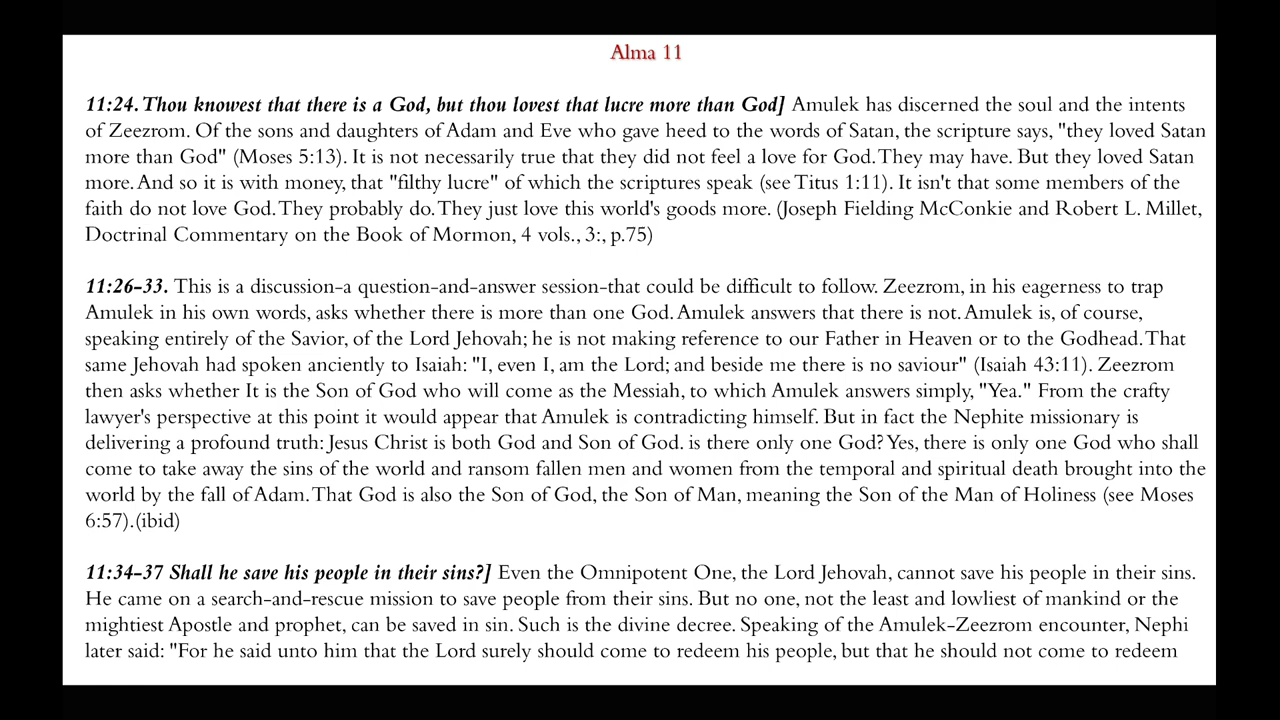 Alma 11
11:24. Thou knowest that there is a God, but thou lovest that lucre more than God] Amulek has discerned the soul and the intents
of Zeezrom. Of the sons and daughters of Adam and Eve who gave heed to the words of Satan, the scripture says, "they loved Satan
more than God" (Moses 5:13). It is not necessarily true that they did not feel a love for God. They may have. But they loved Satan
more. And so it is with money, that "filthy lucre" of which the scriptures speak (see Titus 1:11). It isn't that some members of the
faith do not love God. They probably do. They just love this world's goods more. (Joseph Fielding McConkie and Robert L. Millet,
Doctrinal Commentary on the Book of Mormon, 4 vols., 3:, p.75)
11:26-33. This is a discussion-a question-and-answer session-that could be difficult to follow. Zeezrom, in his eagerness to trap
Amulek in his own words, asks whether there is more than one God. Amulek answers that there is not. Amulek is, of course,
speaking entirely of the Savior, of the Lord Jehovah; he is not making reference to our Father in Heaven or to the Godhead. That
same Jehovah had spoken anciently to Isaiah: "I, even I, am the Lord; and beside me there is no saviour" (Isaiah 43:11). Zeezrom
then asks whether It is the Son of God who will come as the Messiah, to which Amulek answers simply, "Yea." From the crafty
lawyer's perspective at this point it would appear that Amulek is contradicting himself. But in fact the Nephite missionary is
delivering a profound truth: Jesus Christ is both God and Son of God. is there only one God? Yes, there is only one God who shall
come to take away the sins of the world and ransom fallen men and women from the temporal and spiritual death brought into the
world by the fall of Adam. That God is also the Son of God, the Son of Man, meaning the Son of the Man of Holiness (see Moses
6:57).(ibid)
11:34-37 Shall he save his people in their sins?] Even the Omnipotent One, the Lord Jehovah, cannot save his people in their sins.
He came on a search-and-rescue mission to save people from their sins. But no one, not the least and lowliest of mankind or the
mightiest Apostle and prophet, can be saved in sin. Such is the divine decree. Speaking of the Amulek-Zeezrom encounter, Nephi
later said: "For he said unto him that the Lord surely should come to redeem his people, but that he should not come to redeem